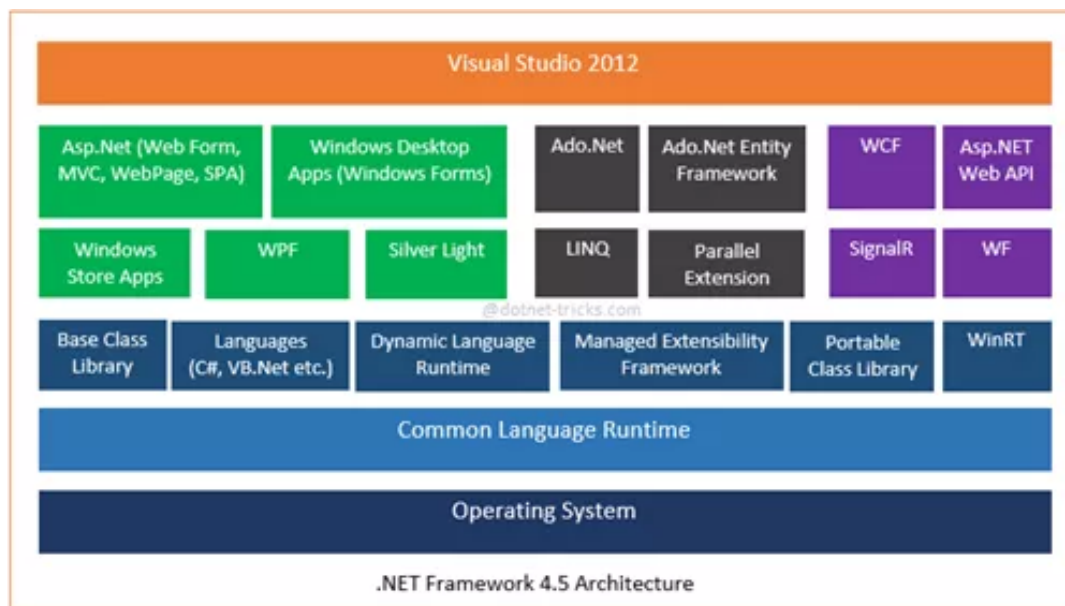 Visual Studio 2012
Asp.Net (Web Form,
MVC, WebPage, SPA)
Windows Desktop
Apps (Windows Forms)
Ado.Net
Ado.Net Entity
Framework
WCF
Asp.NET
Web API
Windows
Store Apps
WPF
Silver Light
LINQ
Parallel
Extension
SignalR
WF
@dotnet-tricks.com
Base Class
Library
Languages
(C#, VB.Net etc.)
Dynamic Language
Runtime
Managed Extensibility
Framework
Portable
Class Library
WinRT
Common Language Runtime
Operating System
.NET Framework 4.5 Architecture